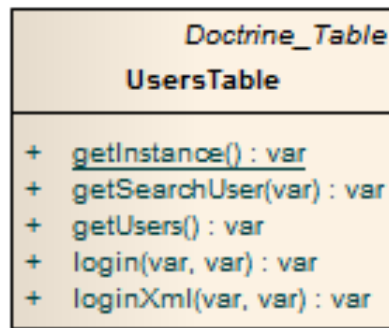 Doctrine_Table
UsersTable
+ getInstance() : var
+ getSearchUser(var) : var
+ getUsers() : var
+ login(var, var) : var
+ loginXml(var, var) : var